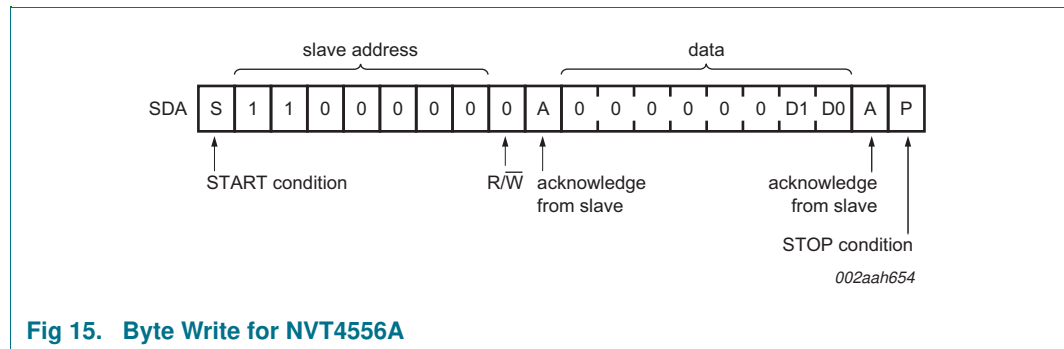 slave address data
SDA S 1 1 0 0 0 0 0 0 A 0 0 0 0 0 0 D1 D0 A P
START condition R/W̅ acknowledge from slave acknowledge from slave
STOP condition
002aah654
Fig 15. Byte Write for NVT4556A